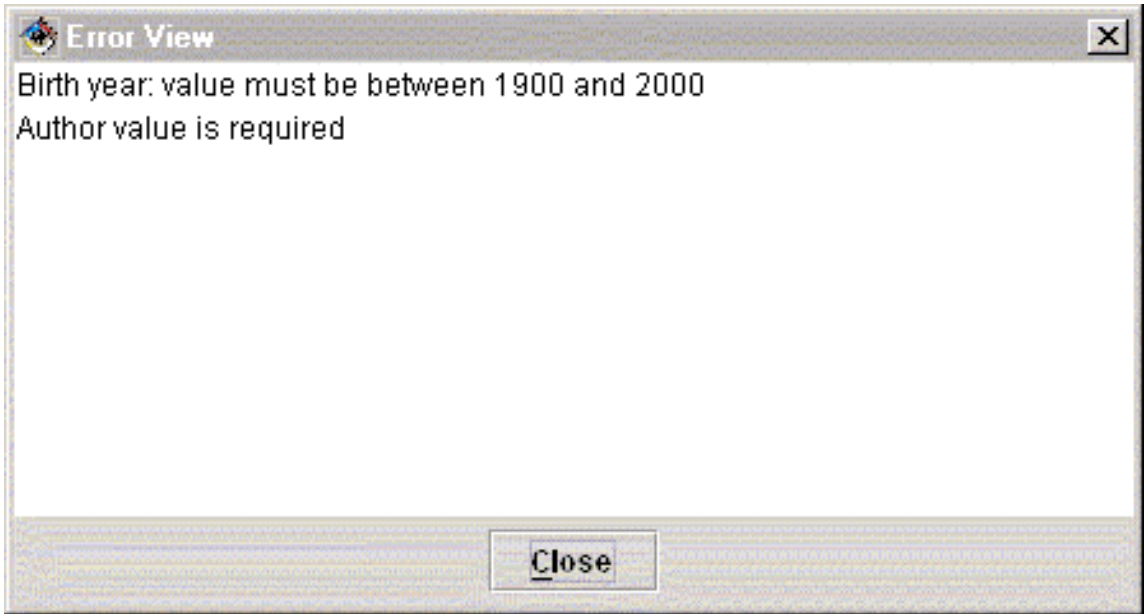 Error View
Birth year: value must be between 1900 and 2000
Author value is required
Close